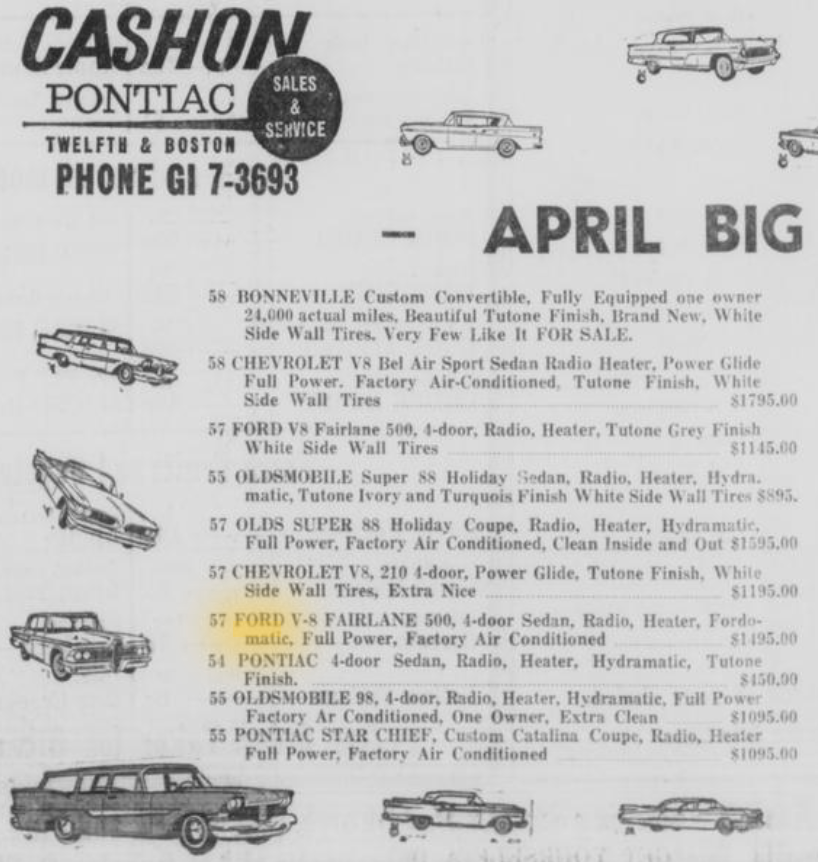 CASHON
PONTIAC
SALES
&
SERVICE
TWELFTH & BOSTON
PHONE GI 7-3693
— APRIL BIG
58 BONNEVILLE Custom Convertible, Fully Equipped one owner
24,000 actual miles, Beautiful Tutone Finish, Brand New, White
Side Wall Tires. Very Few Like It FOR SALE.
58 CHEVROLET V8 Bel Air Sport Sedan Radio Heater, Power Glide
Full Power. Factory Air-Conditioned, Tutone Finish, White
Side Wall Tires $1795.00
57 FORD V8 Fairlane 500, 4-door, Radio, Heater, Tutone Grey Finish
White Side Wall Tires $1145.00
55 OLDSMOBILE Super 88 Holiday Sedan, Radio, Heater, Hydra.
matic, Tutone Ivory and Turquois Finish White Side Wall Tires $895.
57 OLDS SUPER 88 Holiday Coupe, Radio, Heater, Hydramatic,
Full Power, Factory Air Conditioned, Clean Inside and Out $1595.00
57 CHEVROLET V8, 210 4-door, Power Glide, Tutone Finish, White
Side Wall Tires, Extra Nice $1195.00
57 FORD V-8 FAIRLANE 500, 4-door Sedan, Radio, Heater, Fordo-
matic, Full Power, Factory Air Conditioned $1495.00
54 PONTIAC 4-door Sedan, Radio, Heater, Hydramatic, Tutone
Finish. $450.00
55 OLDSMOBILE 98, 4-door, Radio, Heater, Hydramatic, Full Power
Factory Ar Conditioned, One Owner, Extra Clean $1095.00
55 PONTIAC STAR CHIEF, Custom Catalina Coupe, Radio, Heater
Full Power, Factory Air Conditioned $1095.00